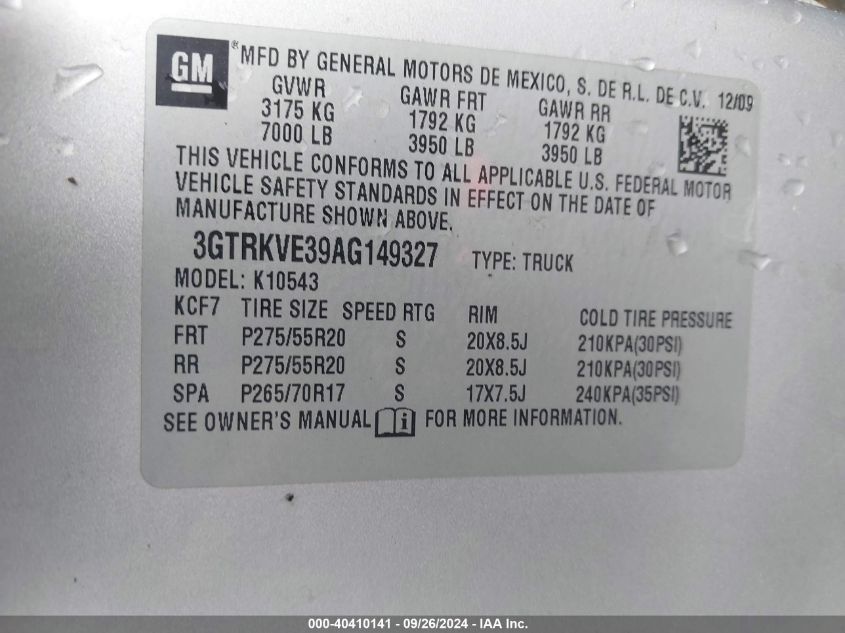 GM ®MFD BY GENERAL MOTORS DE MEXICO, S. DE R.L. DE C.V. 12/09
GVWR GAWR FRT GAWR RR
3175 KG 1792 KG 1792 KG
7000 LB 3950 LB 3950 LB
THIS VEHICLE CONFORMS TO ALL APPLICABLE U.S. FEDERAL MOTOR
VEHICLE SAFETY STANDARDS IN EFFECT ON THE DATE OF
MANUFACTURE SHOWN ABOVE.
3GTRKVE39AG149327 TYPE: TRUCK
MODEL: K10543
KCF7 TIRE SIZE SPEED RTG RIM COLD TIRE PRESSURE
FRT P275/55R20 S 20X8.5J 210KPA(30PSI)
RR P275/55R20 S 20X8.5J 210KPA(30PSI)
SPA P265/70R17 S 17X7.5J 240KPA(35PSI)
SEE OWNER'S MANUAL i FOR MORE INFORMATION.
000-40410141 - 09/26/2024 - IAA Inc.